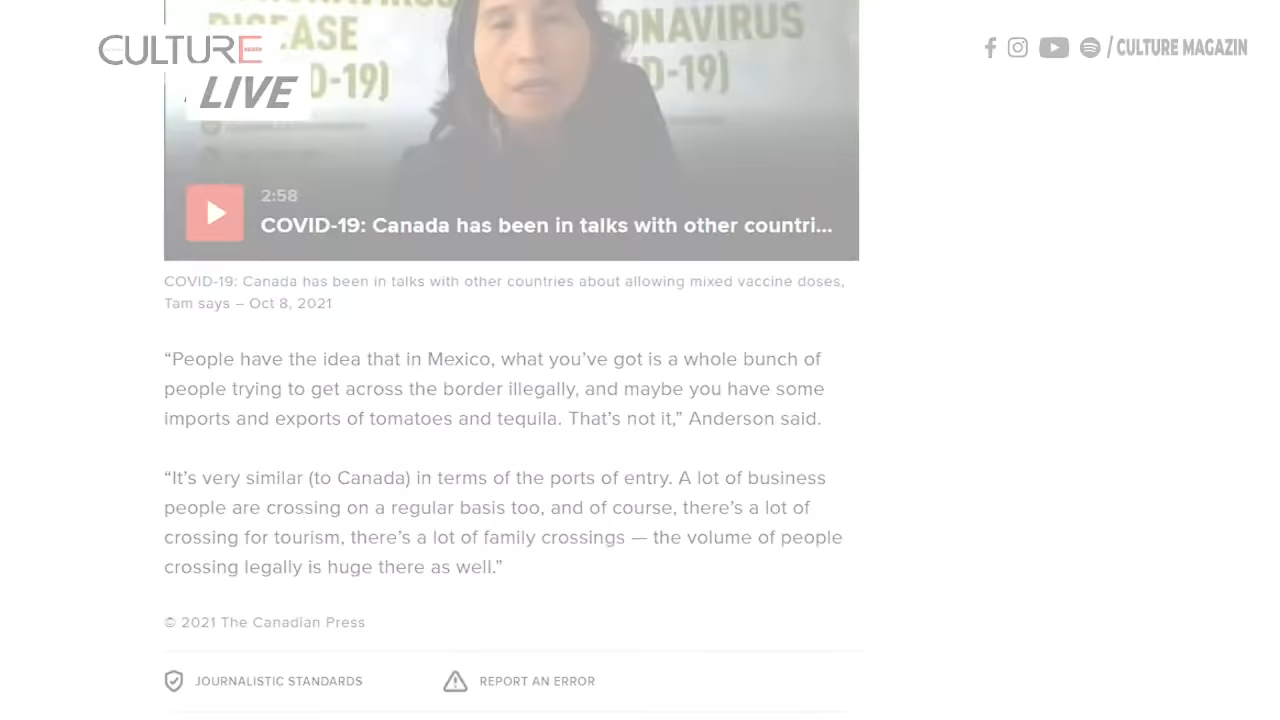 CULTURE
LIVE
/ CULTURE MAGAZIN
DISEASE
CORONAVIRUS
D-19)
D-19)
2:58
COVID-19: Canada has been in talks with other countri...
COVID-19: Canada has been in talks with other countries about allowing mixed vaccine doses,
Tam says – Oct 8, 2021
“People have the idea that in Mexico, what you’ve got is a whole bunch of
people trying to get across the border illegally, and maybe you have some
imports and exports of tomatoes and tequila. That’s not it,” Anderson said.
“It’s very similar (to Canada) in terms of the ports of entry. A lot of business
people are crossing on a regular basis too, and of course, there’s a lot of
crossing for tourism, there’s a lot of family crossings — the volume of people
crossing legally is huge there as well.”
© 2021 The Canadian Press
JOURNALISTIC STANDARDS
REPORT AN ERROR